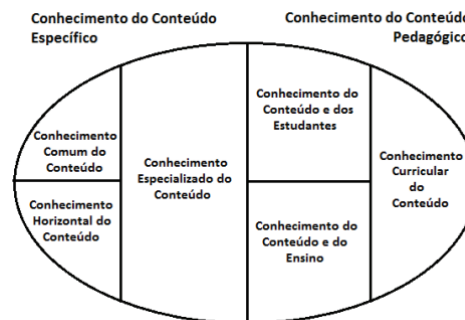 Conhecimento do Conteúdo
Específico
Conhecimento do Conteúdo
Pedagógico
Conhecimento
Comum do
Conteúdo
Conhecimento
Horizontal do
Conteúdo
Conhecimento
Especializado do
Conteúdo
Conhecimento do
Conteúdo e dos
Estudantes
Conhecimento do
Conteúdo e do
Ensino
Conhecimento
Curricular
do
Conteúdo